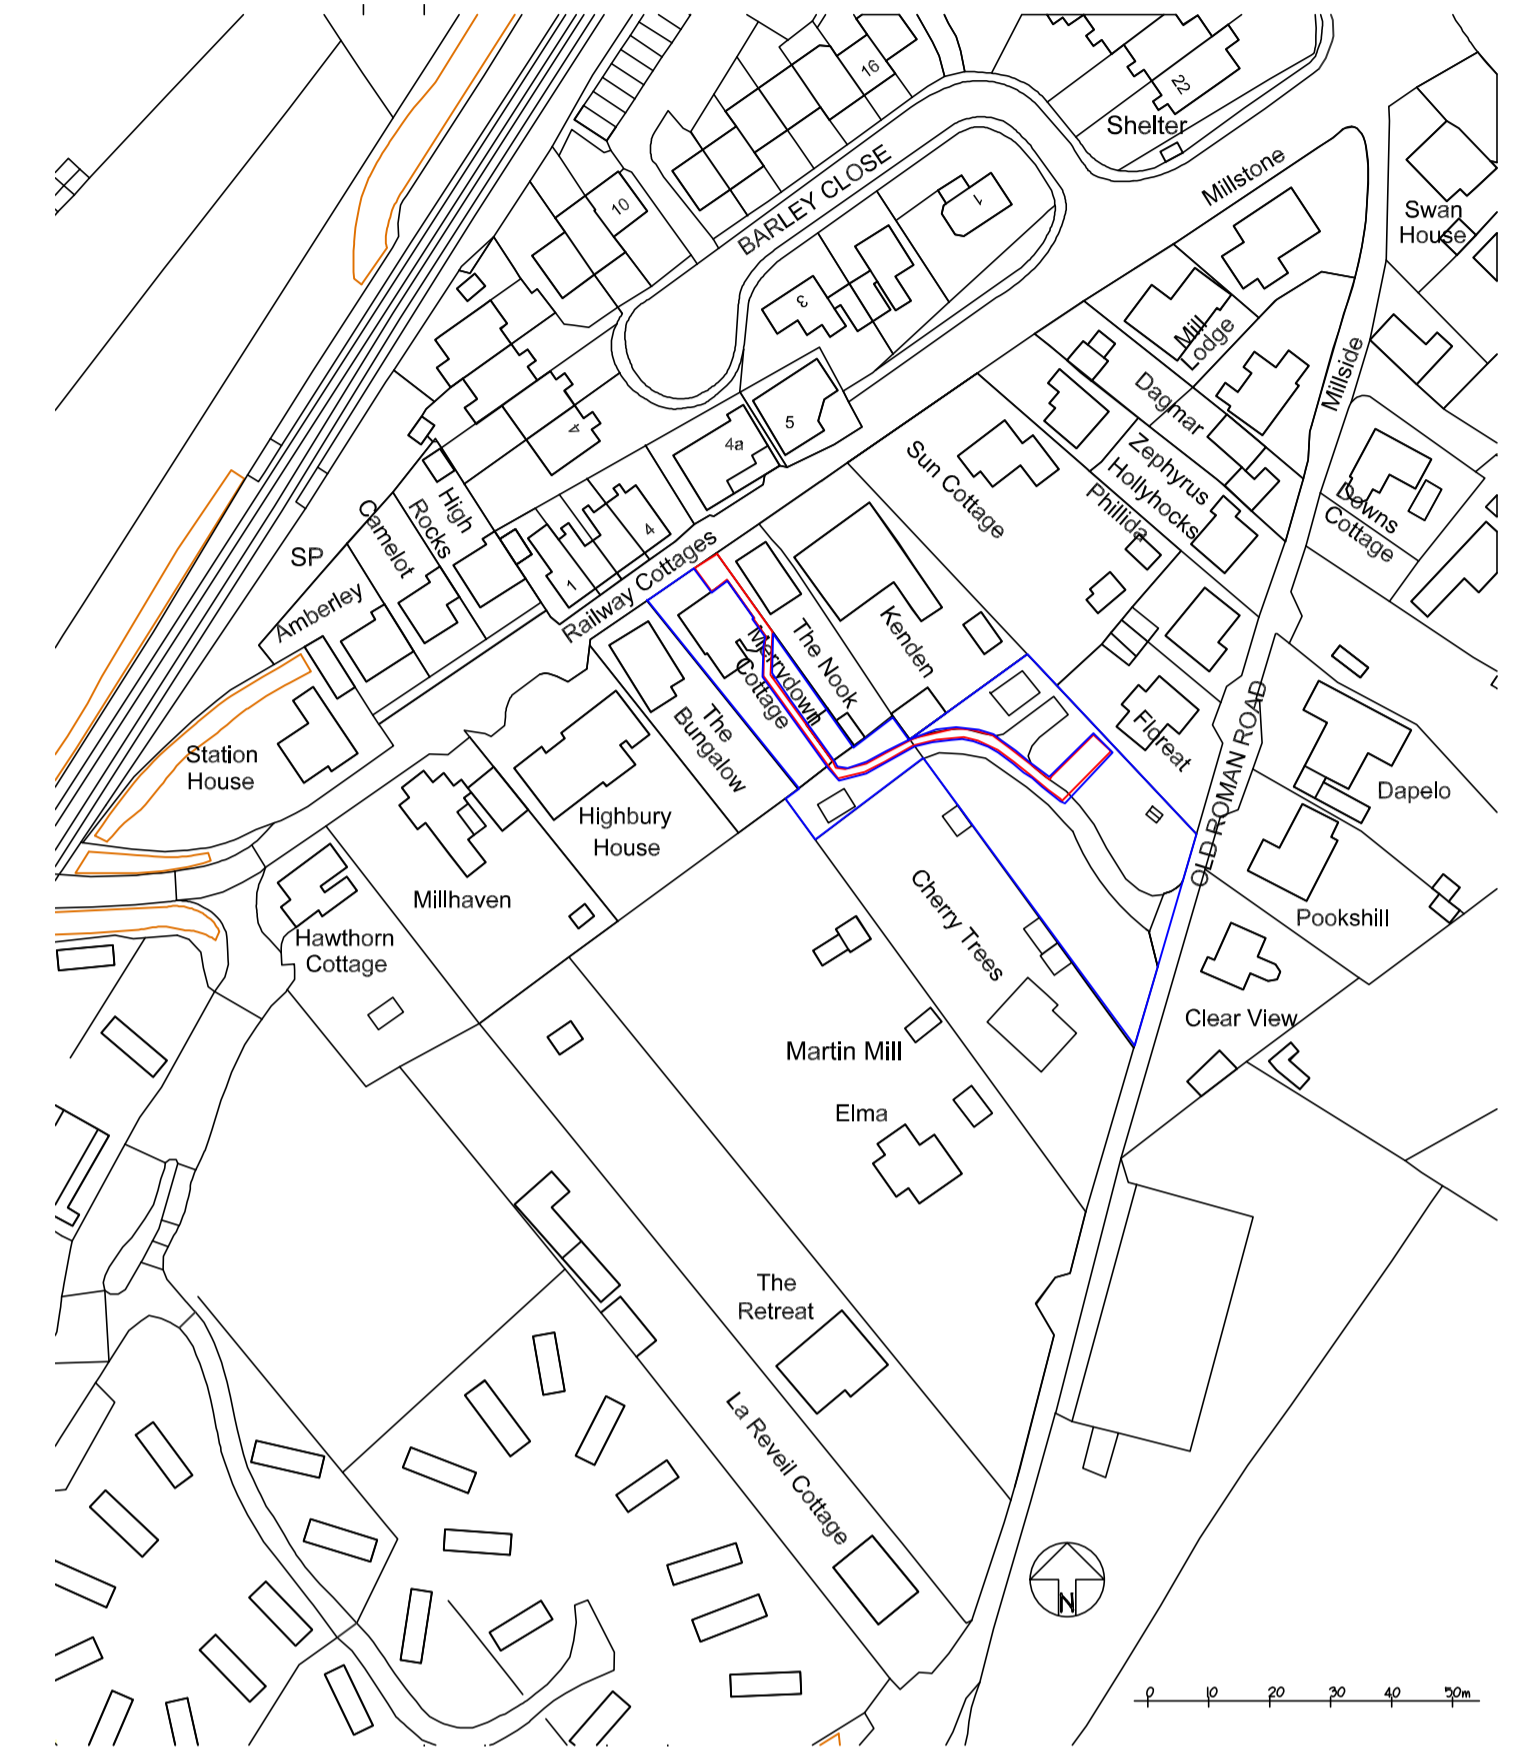 16
22
Shelter
BARLEY CLOSE
Millstone
10
1
Swan
House
3
Mill
Lodge
Millside
Dagmar
5
4a
4
Sun Cottage
Zephyrus
Hollyhocks
Phillida
Downs
Cottage
High
Rocks
Camelot
SP
4
1
Railway Cottages
Amberley
The Nook
Kenden
Merrydown
Cottage
The
Bungalow
Station
House
Floreat
OLD ROMAN ROAD
Dapelo
Highbury
House
Millhaven
Cherry Trees
Pookshill
Hawthorn
Cottage
Clear View
Martin Mill
Elma
The
Retreat
La Reveil Cottage
N
0 10 20 30 40 50m